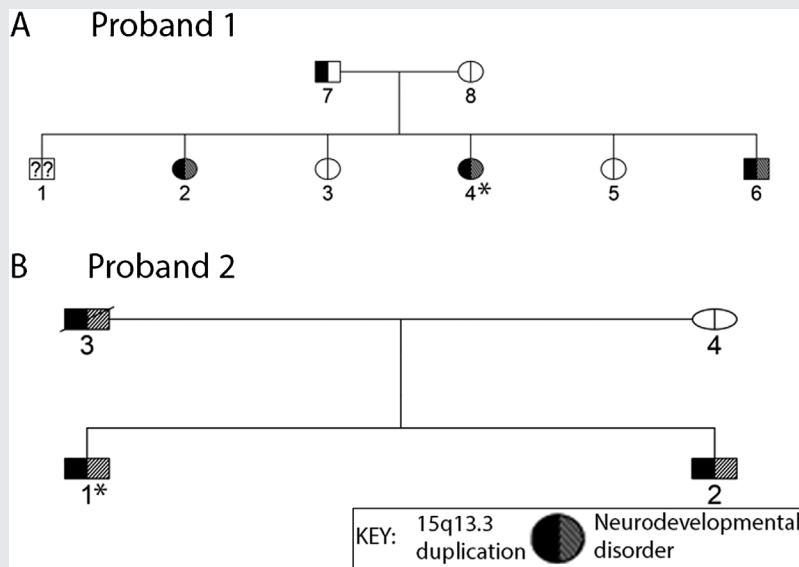 A Proband 1
7 8
?? 
1 2 3 4* 5 6
B Proband 2
3 4
1* 2
KEY: 15q13.3 duplication Neurodevelopmental disorder